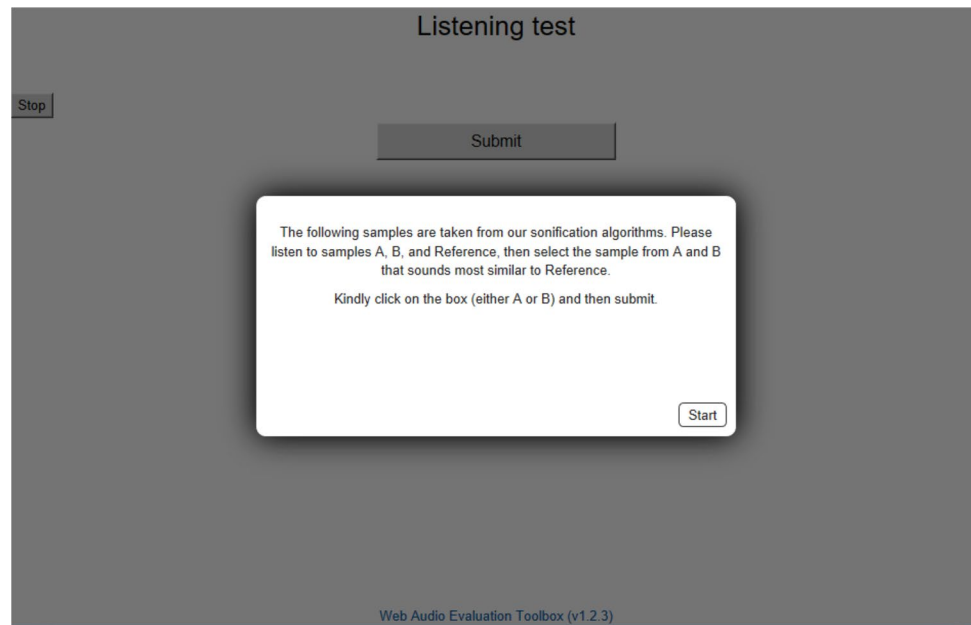 Listening test
Stop
Submit
The following samples are taken from our sonification algorithms. Please
listen to samples A, B, and Reference, then select the sample from A and B
that sounds most similar to Reference.
Kindly click on the box (either A or B) and then submit.
Start
Web Audio Evaluation Toolbox (v1.2.3)